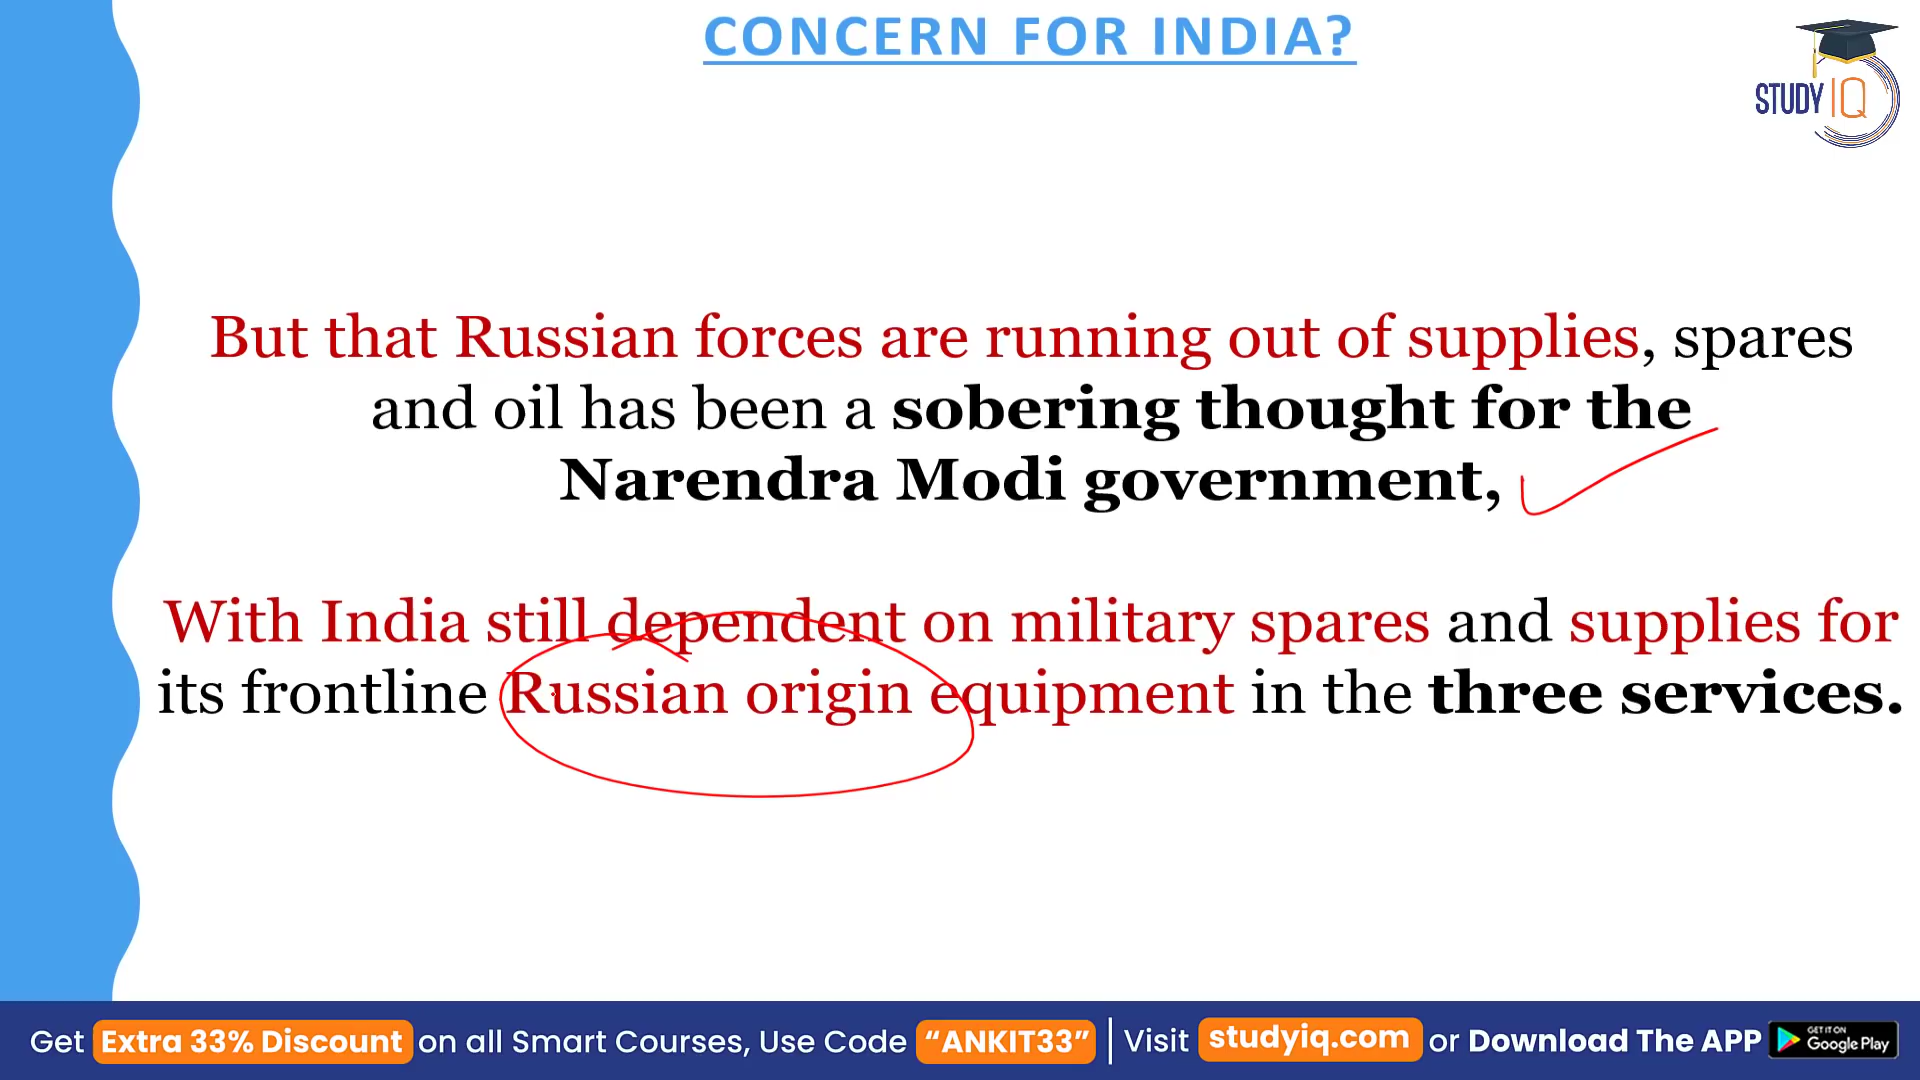 CONCERN FOR INDIA?
STUDY IQ
But that Russian forces are running out of supplies, spares
and oil has been a sobering thought for the
Narendra Modi government,
With India still dependent on military spares and supplies for
its frontline Russian origin equipment in the three services.
Get Extra 33% Discount on all Smart Courses, Use Code “ANKIT33” | Visit studyiq.com or Download The APP GET IT ON Google Play